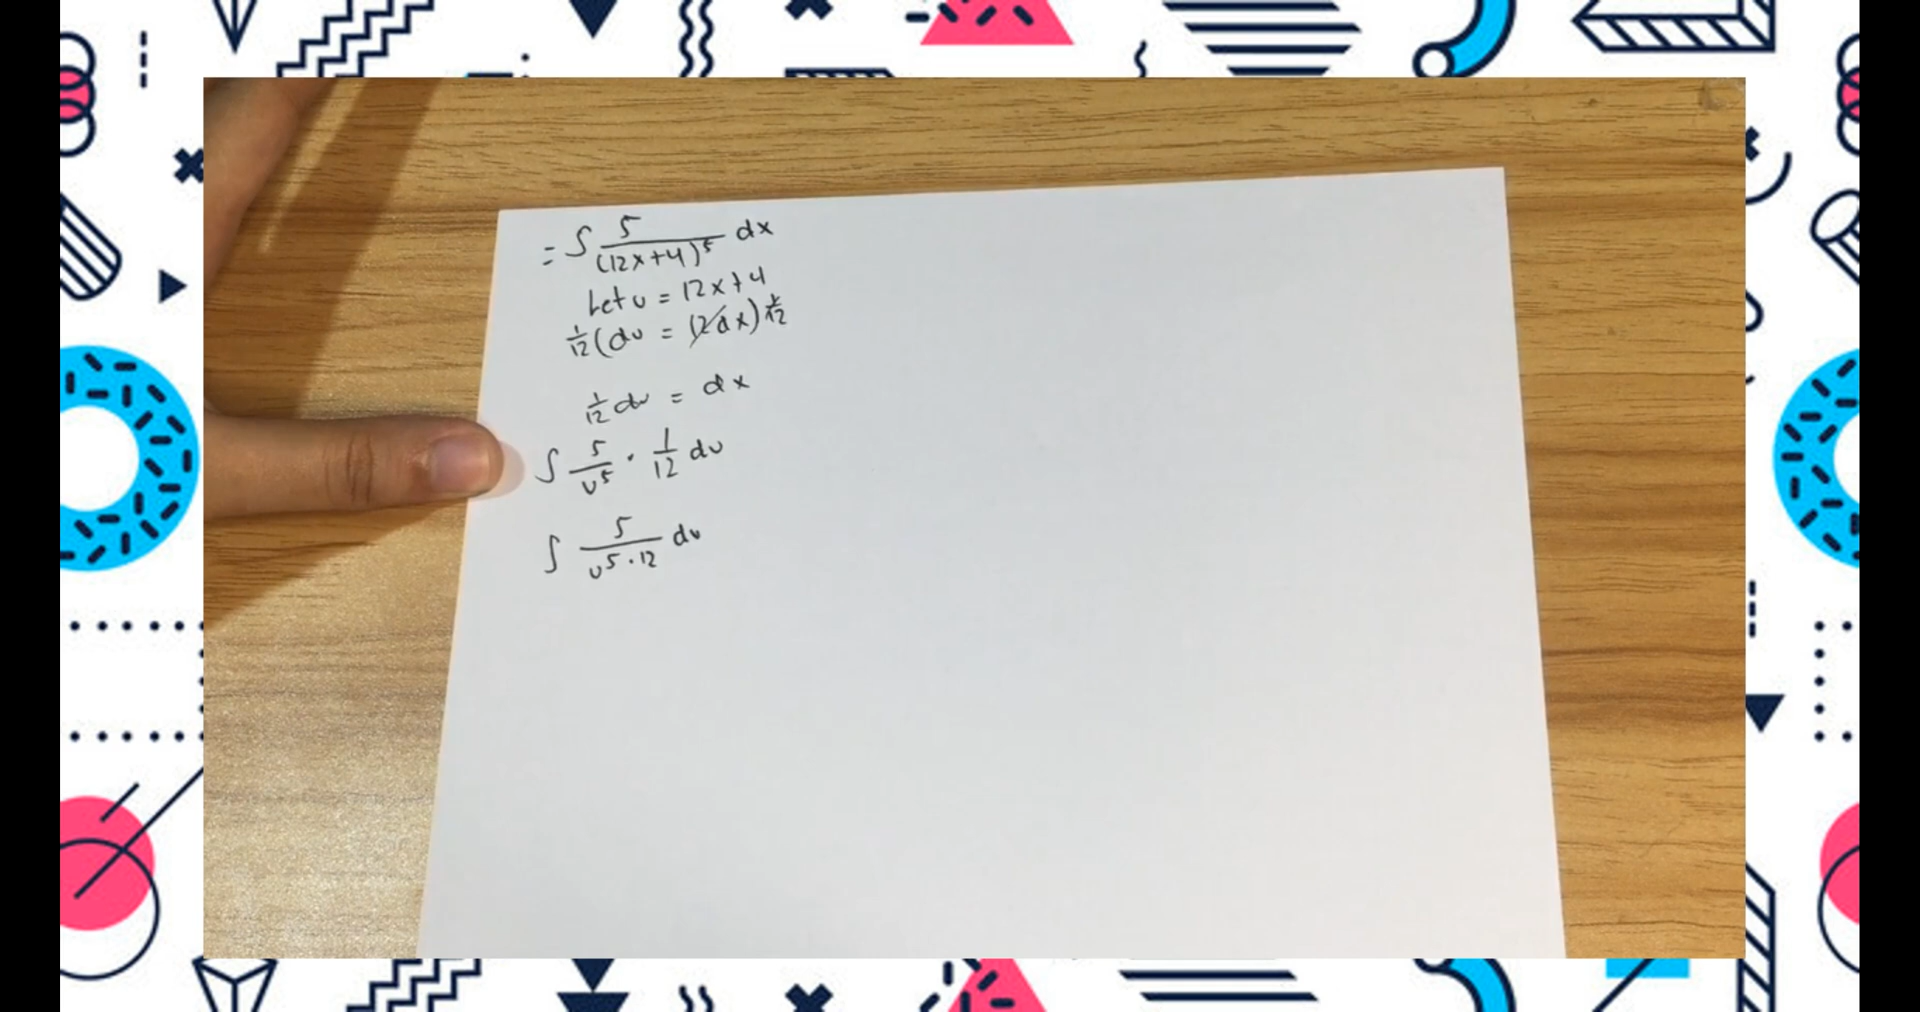 = ∫ 5/(12x+4)^5 dx
Let u = 12x+4
1/12 (du = 12dx) 1/12
1/12 du = dx
∫ 5/u^5 · 1/12 du
∫ 5/(u^5 · 12) du